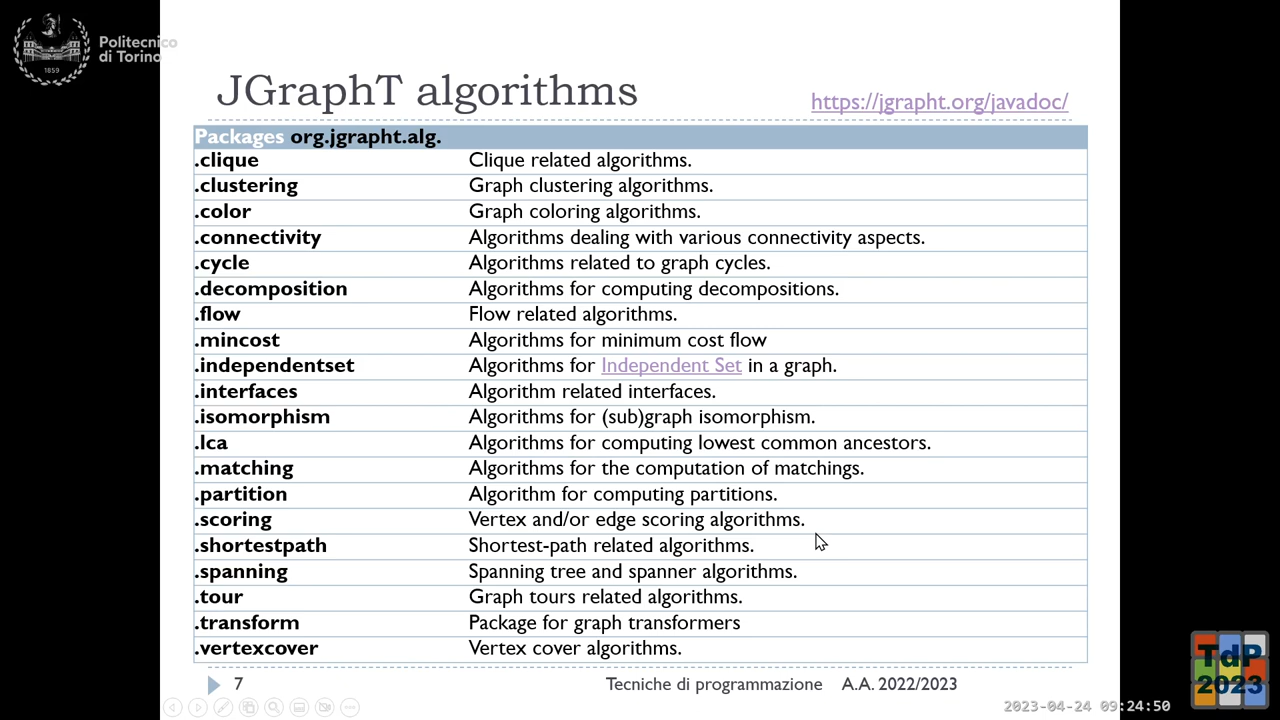 Politecnico
di Torino
1859
JGraphT algorithms
https://jgrapht.org/javadoc/
Packages org.jgrapht.alg.
.clique Clique related algorithms.
.clustering Graph clustering algorithms.
.color Graph coloring algorithms.
.connectivity Algorithms dealing with various connectivity aspects.
.cycle Algorithms related to graph cycles.
.decomposition Algorithms for computing decompositions.
.flow Flow related algorithms.
.mincost Algorithms for minimum cost flow
.independentset Algorithms for Independent Set in a graph.
.interfaces Algorithm related interfaces.
.isomorphism Algorithms for (sub)graph isomorphism.
.lca Algorithms for computing lowest common ancestors.
.matching Algorithms for the computation of matchings.
.partition Algorithm for computing partitions.
.scoring Vertex and/or edge scoring algorithms.
.shortestpath Shortest-path related algorithms.
.spanning Spanning tree and spanner algorithms.
.tour Graph tours related algorithms.
.transform Package for graph transformers
.vertexcover Vertex cover algorithms.
7 Tecniche di programmazione A.A. 2022/2023
TdP
2023
2023-04-24 09:24:50